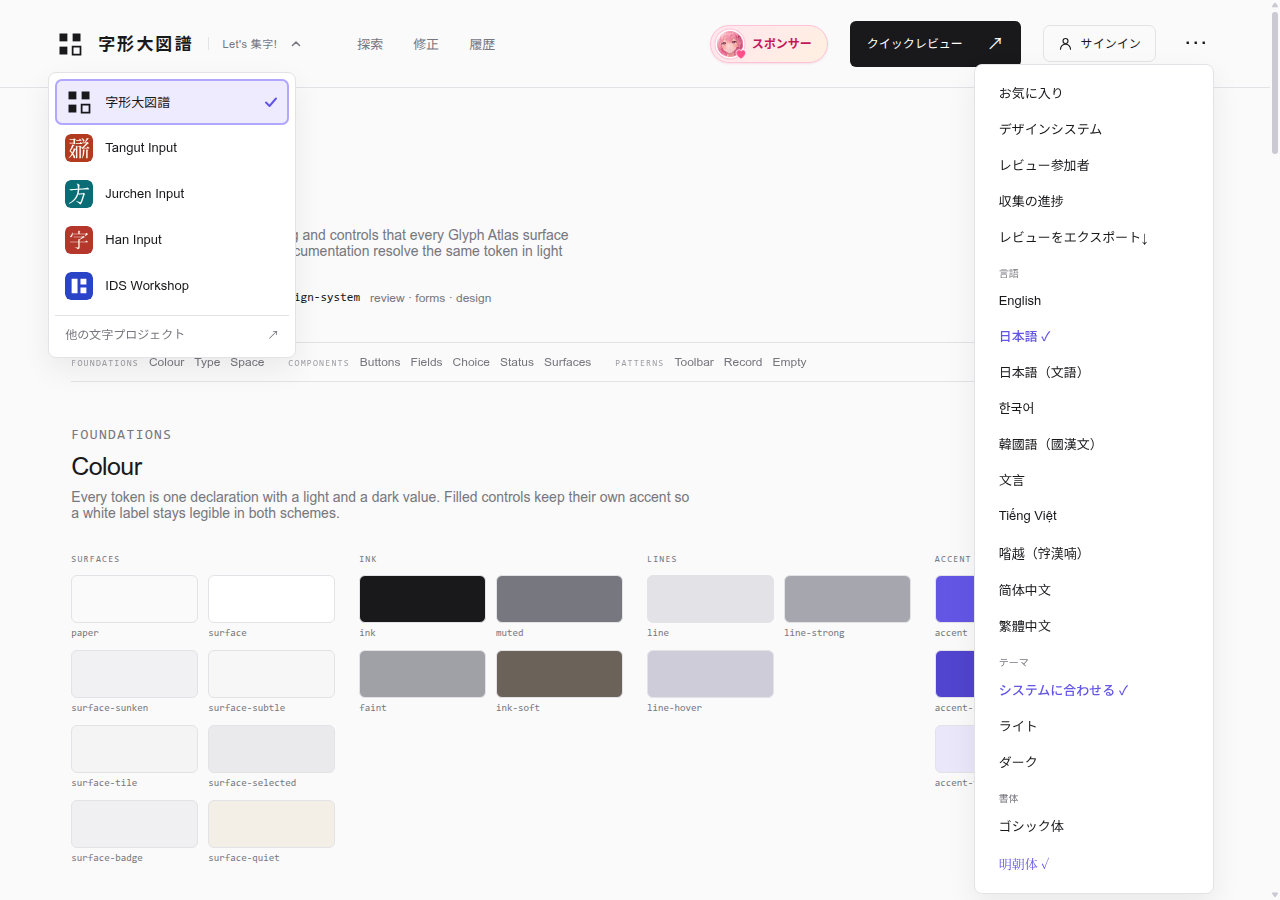 字形大図譜
Let's 集字!
探索
修正
履歴
スポンサー
クイックレビュー ↗
サインイン
字形大図譜
Tangut Input
Jurchen Input
Han Input
IDS Workshop
他の文字プロジェクト ↗
お気に入り
デザインシステム
レビュー参加者
収集の進捗
レビューをエクスポート↓
言語
English
日本語 ✓
日本語（文語）
한국어
韓國語（國漢文）
文言
Tiếng Việt
简体中文
繁體中文
テーマ
システムに合わせる ✓
ライト
ダーク
書体
ゴシック体
明朝体 ✓
and controls that every Glyph Atlas surface
resolve the same token in light
review · forms · design
FOUNDATIONS Colour Type Space COMPONENTS Buttons Fields Choice Status Surfaces PATTERNS Toolbar Record Empty
FOUNDATIONS
Colour
Every token is one declaration with a light and a dark value. Filled controls keep their own accent so
a white label stays legible in both schemes.
SURFACES
paper
surface
surface-sunken
surface-subtle
surface-tile
surface-selected
surface-badge
surface-quiet
INK
ink
muted
faint
ink-soft
LINES
line
line-strong
line-hover
ACCENT
accent
accent-
accent-